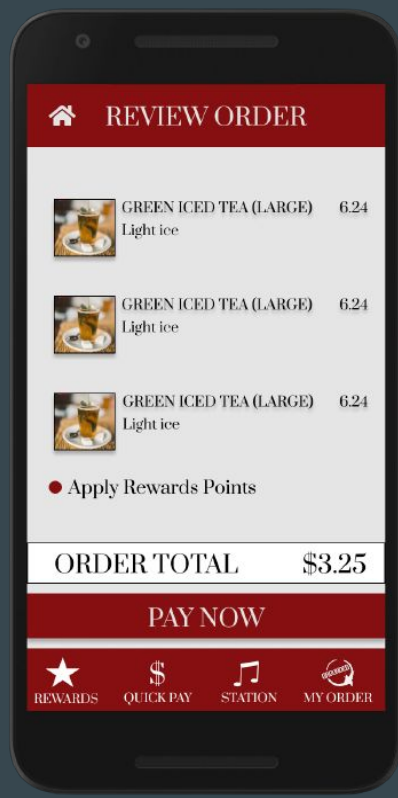 REVIEW ORDER
GREEN ICED TEA (LARGE) 6.24
Light ice
GREEN ICED TEA (LARGE) 6.24
Light ice
GREEN ICED TEA (LARGE) 6.24
Light ice
Apply Rewards Points
ORDER TOTAL $3.25
PAY NOW
$
REWARDS QUICK PAY STATION MY ORDER